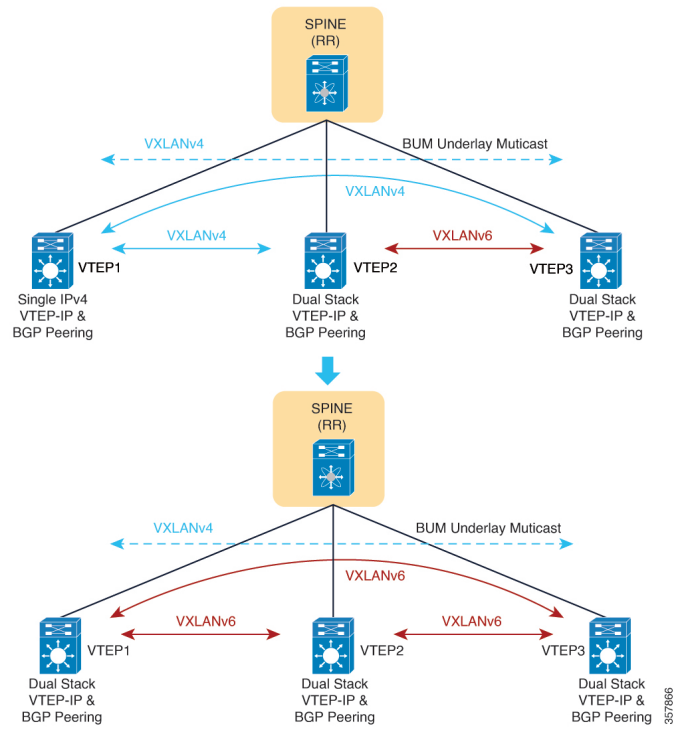 SPINE
(RR)
VXLANv4
BUM Underlay Muticast
VXLANv4
VXLANv4
VXLANv6
VTEP1
VTEP2
VTEP3
Single IPv4
VTEP-IP &
BGP Peering
Dual Stack
VTEP-IP &
BGP Peering
Dual Stack
VTEP-IP &
BGP Peering
SPINE
(RR)
VXLANv4
BUM Underlay Muticast
VXLANv6
VXLANv6
VXLANv6
VTEP1
VTEP2
VTEP3
Dual Stack
VTEP-IP &
BGP Peering
Dual Stack
VTEP-IP &
BGP Peering
Dual Stack
VTEP-IP &
BGP Peering
357866